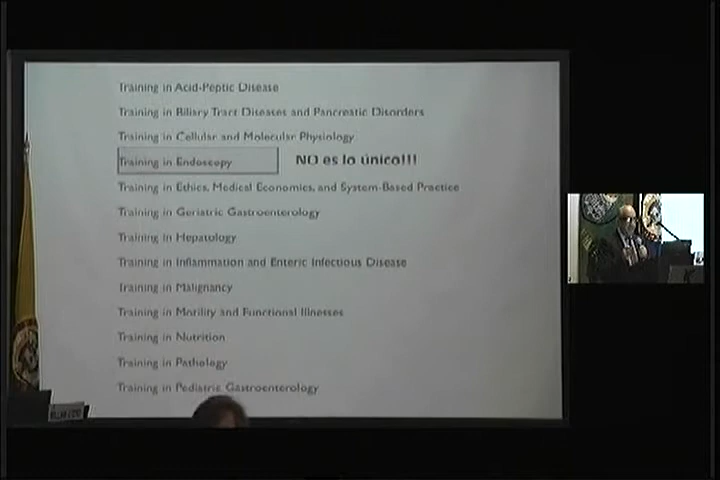 Training in Acid-Peptic Disease
Training in Biliary Tract Diseases and Pancreatic Disorders
Training in Cellular and Molecular Physiology
Training in Endoscopy NO es lo único!!!
Training in Ethics, Medical Economics, and System-Based Practice
Training in Geriatric Gastroenterology
Training in Hepatology
Training in Inflammation and Enteric Infectious Disease
Training in Malignancy
Training in Motility and Functional Illnesses
Training in Nutrition
Training in Pathology
Training in Pediatric Gastroenterology